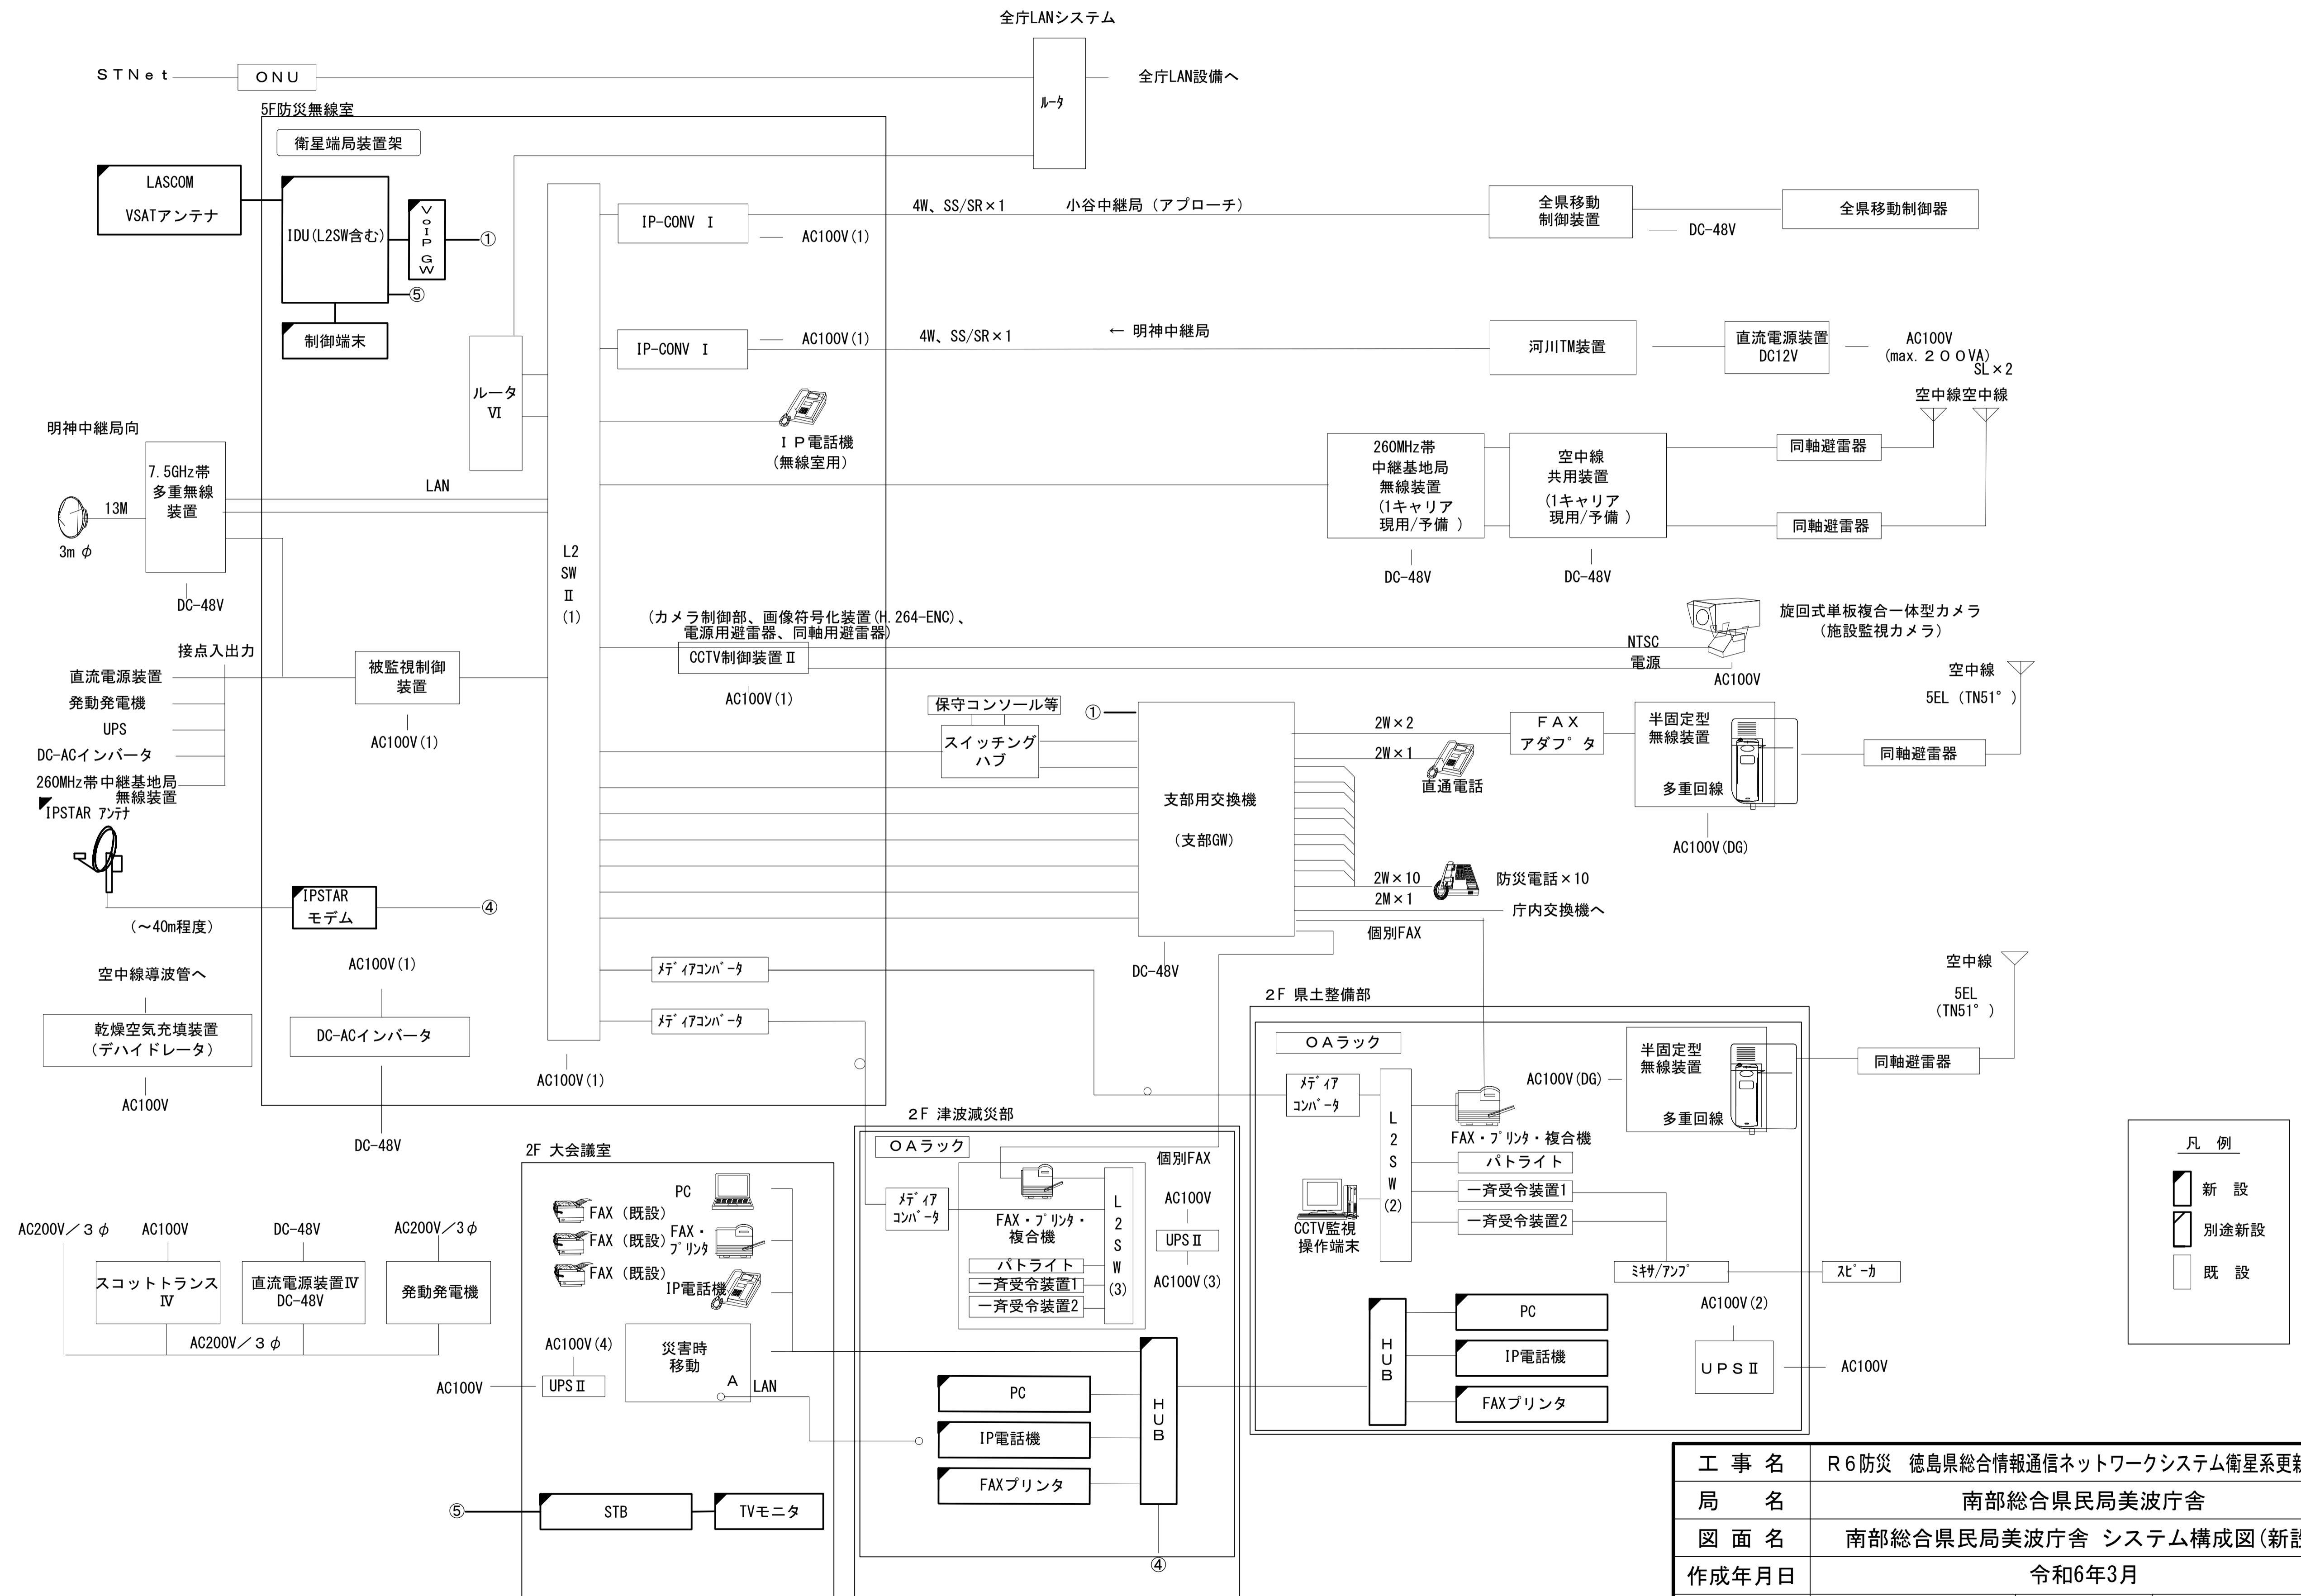 全庁LANシステム
STNet
ONU
ルータ
全庁LAN設備へ
5F防災無線室
衛星端局装置架
LASCOM
VSATアンテナ
IDU(L2SW含む)
VoIP GW
①
⑤
制御端末
IP-CONV Ⅰ
AC100V(1)
4W、SS/SR×1
小谷中継局(アプローチ)
全県移動
制御装置
DC-48V
全県移動制御器
IP-CONV Ⅰ
AC100V(1)
4W、SS/SR×1
← 明神中継局
河川TM装置
直流電源装置
DC12V
AC100V
(max.200VA)
SL×2
空中線空中線
ルータ
Ⅵ
IP電話機
(無線室用)
明神中継局向
7.5GHz帯
多重無線
装置
13M
3mφ
DC-48V
LAN
L2
SW
Ⅱ
(1)
260MHz帯
中継基地局
無線装置
(1キャリア
現用/予備 )
DC-48V
空中線
共用装置
(1キャリア
現用/予備 )
DC-48V
同軸避雷器
同軸避雷器
(カメラ制御部、画像符号化装置(H.264-ENC)、
電源用避雷器、同軸用避雷器)
CCTV制御装置Ⅱ
AC100V(1)
NTSC
電源
旋回式単板複合一体型カメラ
(施設監視カメラ)
AC100V
接点入出力
直流電源装置
発動発電機
UPS
DC-ACインバータ
260MHz帯中継基地局
無線装置
被監視制御
装置
AC100V(1)
保守コンソール等
スイッチング
ハブ
①
支部用交換機
(支部GW)
DC-48V
2W×2
2W×1
直通電話
FAX
アダプタ
半固定型
無線装置
多重回線
AC100V(DG)
同軸避雷器
空中線
5EL (TN51°)
2W×10
防災電話×10
2M×1
庁内交換機へ
個別FAX
IPSTAR アンテナ
(~40m程度)
IPSTAR
モデム
④
空中線導波管へ
乾燥空気充填装置
(デハイドレータ)
AC100V
AC100V(1)
DC-ACインバータ
DC-48V
メディアコンバータ
メディアコンバータ
AC100V(1)
2F 県土整備部
OAラック
メディア
コンバータ
L2SW(2)
AC100V(DG)
半固定型
無線装置
多重回線
同軸避雷器
空中線
5EL
(TN51°)
FAX・プリンタ・複合機
パトライト
一斉受令装置1
一斉受令装置2
CCTV監視
操作端末
ミキサ/アンプ
スピーカ
HUB
PC
IP電話機
FAXプリンタ
AC100V(2)
UPSⅡ
AC100V
2F 津波減災部
OAラック
個別FAX
メディア
コンバータ
L2SW(3)
FAX・プリンタ・
複合機
パトライト
一斉受令装置1
一斉受令装置2
AC100V
UPSⅡ
AC100V(3)
PC
IP電話機
FAXプリンタ
HUB
④
2F 大会議室
PC
FAX(既設)
FAX(既設)
FAX(既設)
FAX・
プリンタ
IP電話機
AC100V(4)
AC100V
UPSⅡ
災害時
移動
A
LAN
⑤
STB
TVモニタ
AC200V/3φ
AC100V
DC-48V
AC200V/3φ
スコットトランス
Ⅳ
直流電源装置Ⅳ
DC-48V
発動発電機
AC200V/3φ
凡 例
新 設
別途新設
既 設
工事名
R6防災 徳島県総合情報通信ネットワークシステム衛星系更新
局 名
南部総合県民局美波庁舎
図面名
南部総合県民局美波庁舎 システム構成図(新設
作成年月日
令和6年3月